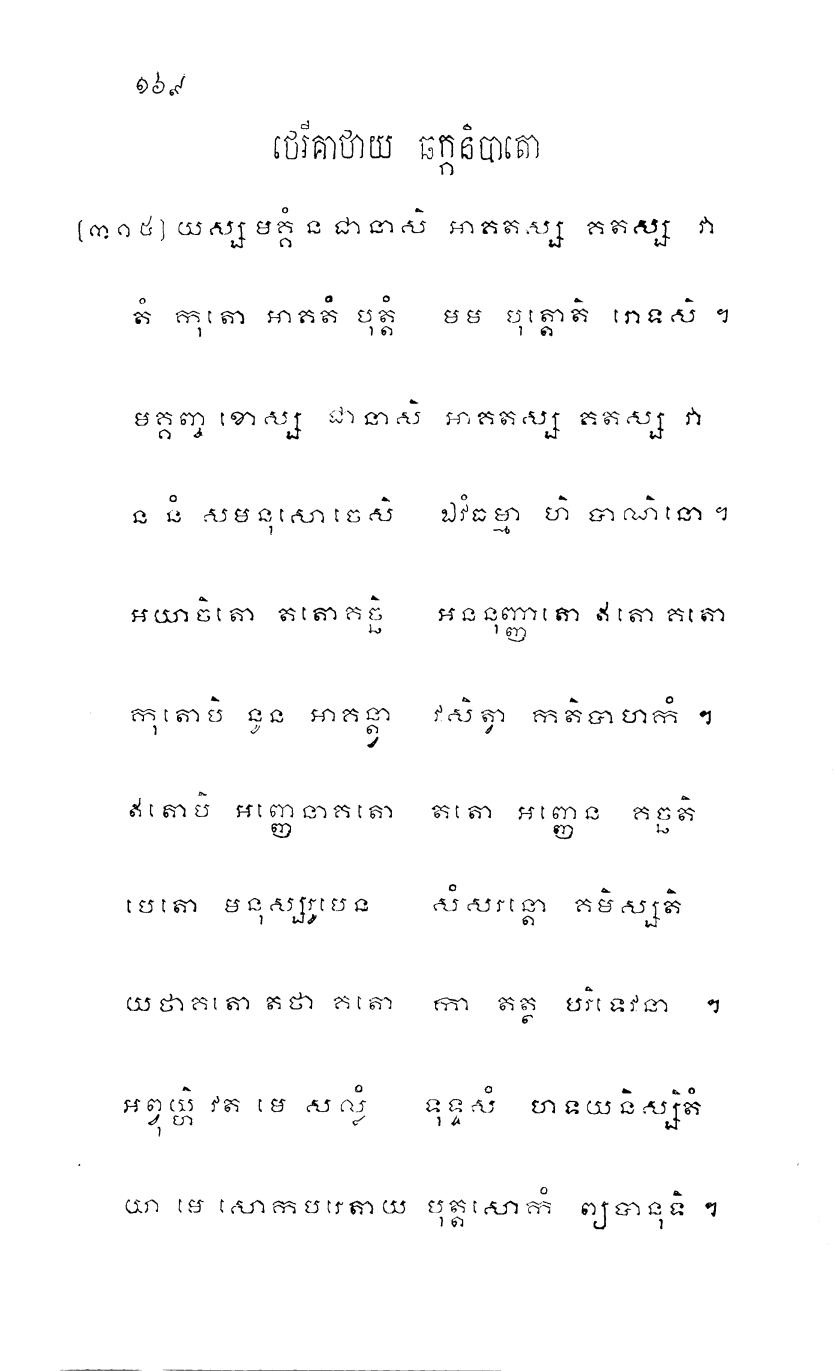 ១៦៩
ថេរីគាថាយ ឆក្កនិបាតោ
[៣១៥] យស្ស មគ្គំ ន ជានាសិ អាគតស្ស គតស្ស វា
តំ កុតោ អាគតំ បុត្តំ មម បុត្តោតិ រោទសិ ។
មគ្គញ្ច ខោស្ស ជានាសិ អាគតស្ស គតស្ស វា
ន នំ សមនុសោចេសិ ឯវំធម្មា ហិ បាណិនោ ។
អយាចិតោ តតោគច្ឆិ អននុញ្ញាតោ ឥតោ គតោ
កុតោបិ នូន អាគន្ត្វា វសិត្វា កតិបាហកំ ។
ឥតោបិ អញ្ញេនាគតោ តតោ អញ្ញេន គច្ឆតិ
បេតោ មនុស្សរូបេន សំសរន្តោ គមិស្សតិ
យថាគតោ តថា គតោ កា តត្ថ បរិទេវនា ។
អព្វុយ្ហិ វត មេ សល្លំ ទុទ្ទសំ ហទយនិស្សិតំ
យា មេ សោកបរេតាយ បុត្តសោកំ ព្យបានុទិ ។